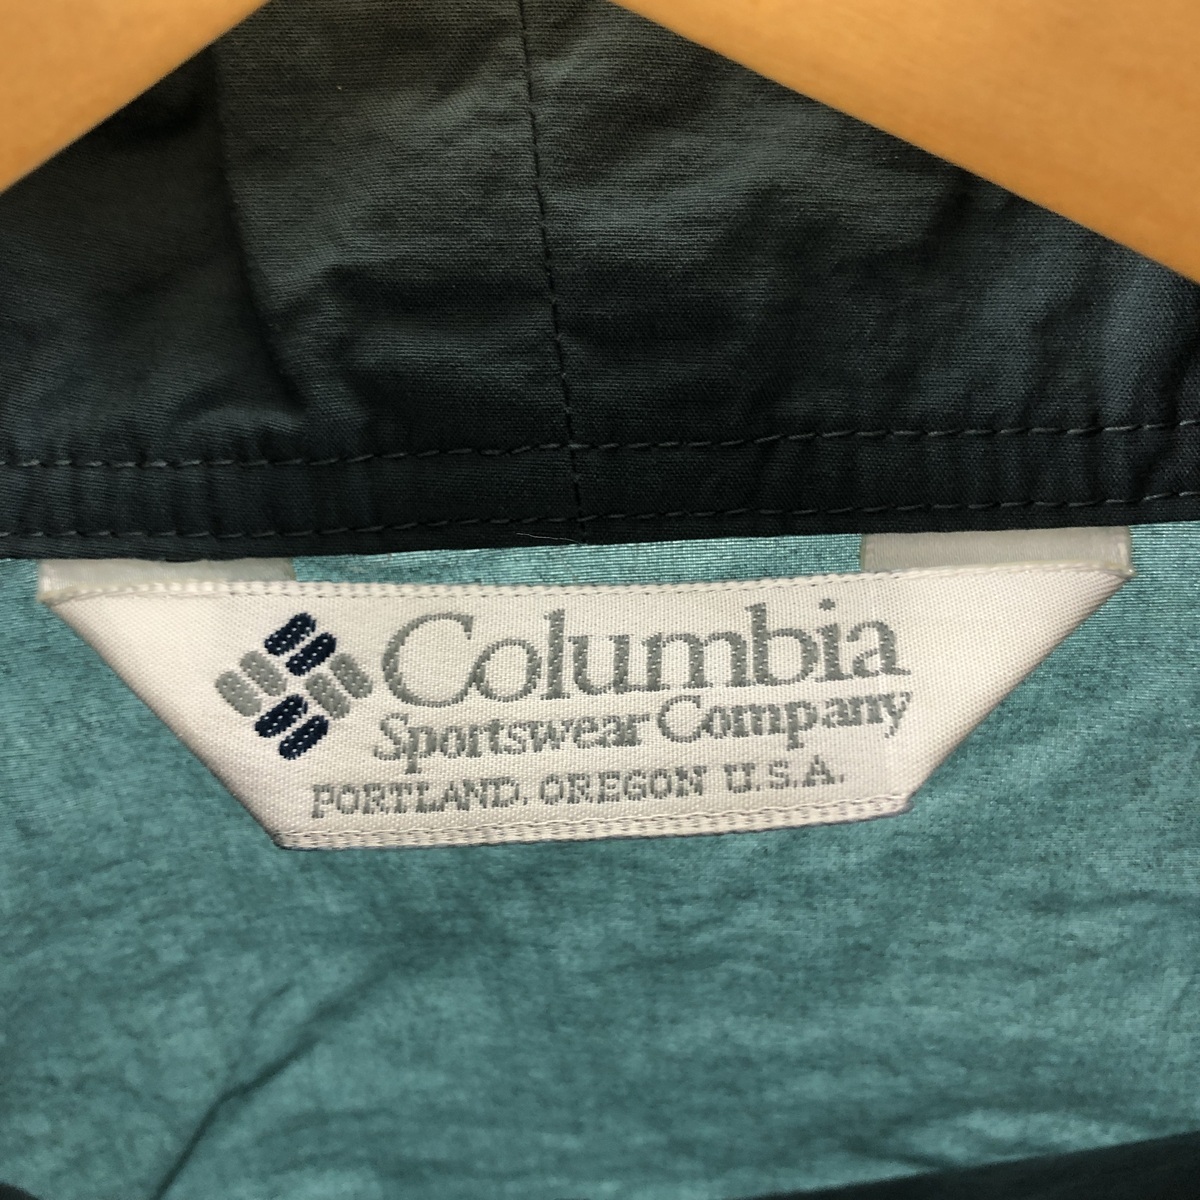 Columbia
Sportswear Company
PORTLAND, OREGON U.S.A.